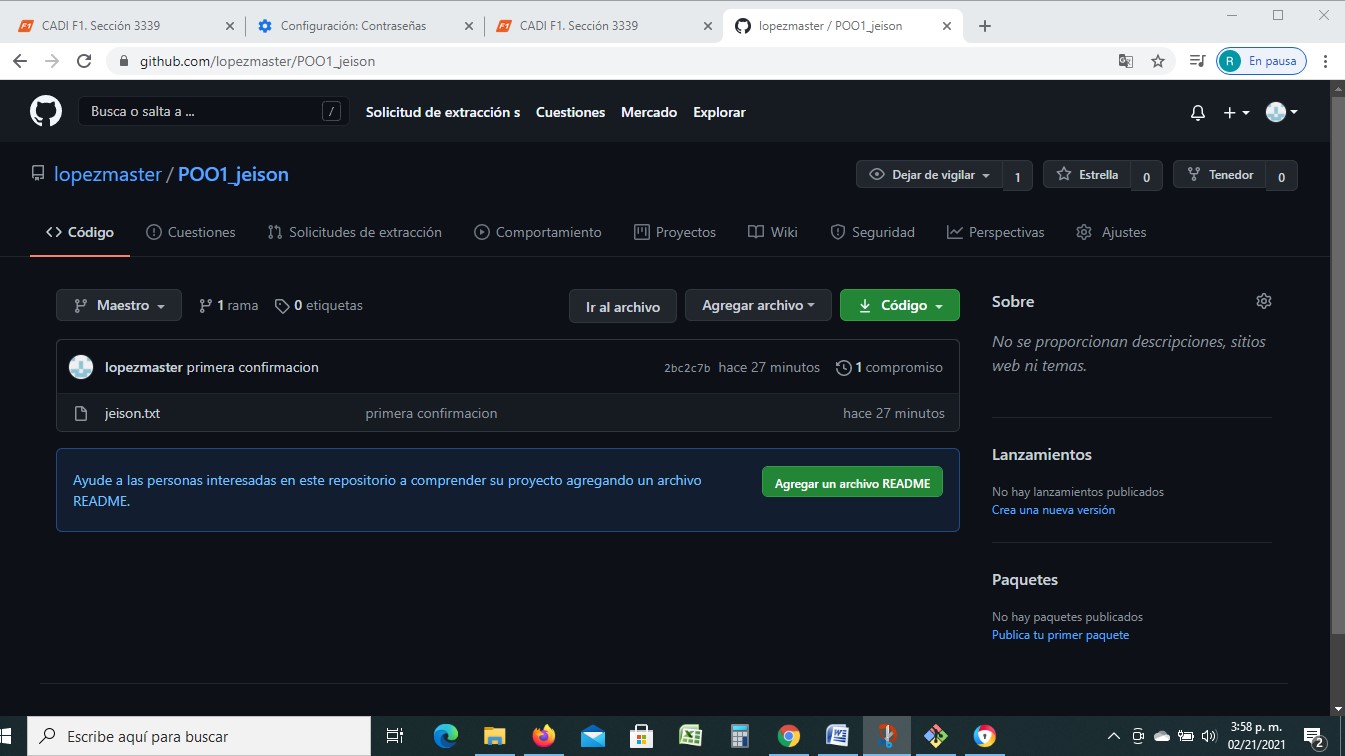 CADI F1. Sección 3339
Configuración: Contraseñas
CADI F1. Sección 3339
lopezmaster / POO1_jeison
github.com/lopezmaster/POO1_jeison
R En pausa
Busca o salta a ... /
Solicitud de extracción s Cuestiones Mercado Explorar
lopezmaster / POO1_jeison
Dejar de vigilar 1 Estrella 0 Tenedor 0
Código Cuestiones Solicitudes de extracción Comportamiento Proyectos Wiki Seguridad Perspectivas Ajustes
Maestro 1 rama 0 etiquetas Ir al archivo Agregar archivo Código
lopezmaster primera confirmacion 2bc2c7b hace 27 minutos 1 compromiso
jeison.txt primera confirmacion hace 27 minutos
Ayude a las personas interesadas en este repositorio a comprender su proyecto agregando un archivo
README.
Agregar un archivo README
Sobre
No se proporcionan descripciones, sitios
web ni temas.
Lanzamientos
No hay lanzamientos publicados
Crea una nueva versión
Paquetes
No hay paquetes publicados
Publica tu primer paquete
Escribe aquí para buscar
3:58 p. m.
02/21/2021
2